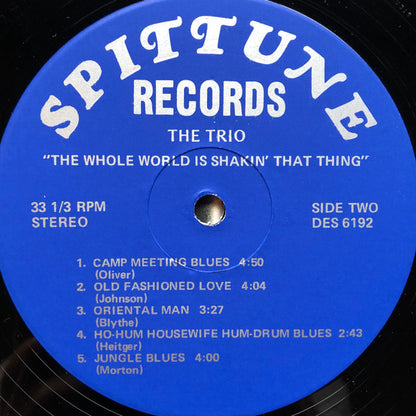 SPITTUNE
RECORDS
THE TRIO
"THE WHOLE WORLD IS SHAKIN' THAT THING"
33 1/3 RPM
STEREO
SIDE TWO
DES 6192
1. CAMP MEETING BLUES 4:50
(Oliver)
2. OLD FASHIONED LOVE 4:04
(Johnson)
3. ORIENTAL MAN 3:27
(Blythe)
4. HO-HUM HOUSEWIFE HUM-DRUM BLUES 2:43
(Heitger)
5. JUNGLE BLUES 4:00
(Morton)